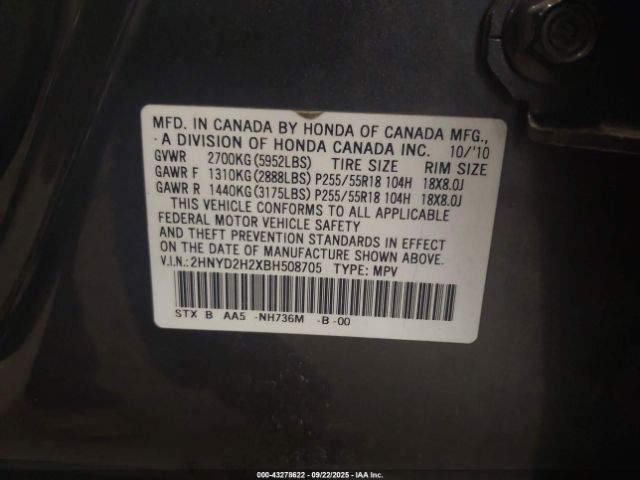 MFD. IN CANADA BY HONDA OF CANADA MFG.,
A DIVISION OF HONDA CANADA INC. 10/'10
GVWR 2700KG (5952LBS) TIRE SIZE RIM SIZE
GAWR F 1310KG (2888LBS) P255/55R18 104H 18X8.0J
GAWR R 1440KG (3175LBS) P255/55R18 104H 18X8.0J
THIS VEHICLE CONFORMS TO ALL APPLICABLE
FEDERAL MOTOR VEHICLE SAFETY
AND THEFT PREVENTION STANDARDS IN EFFECT
ON THE DATE OF MANUFACTURE SHOWN ABOVE.
V.I.N.:2HNYD2H2XBH508705 TYPE: MPV
STX B AA5 -NH736M -B -00
000-43278622 - 09/22/2025 - IAA Inc.